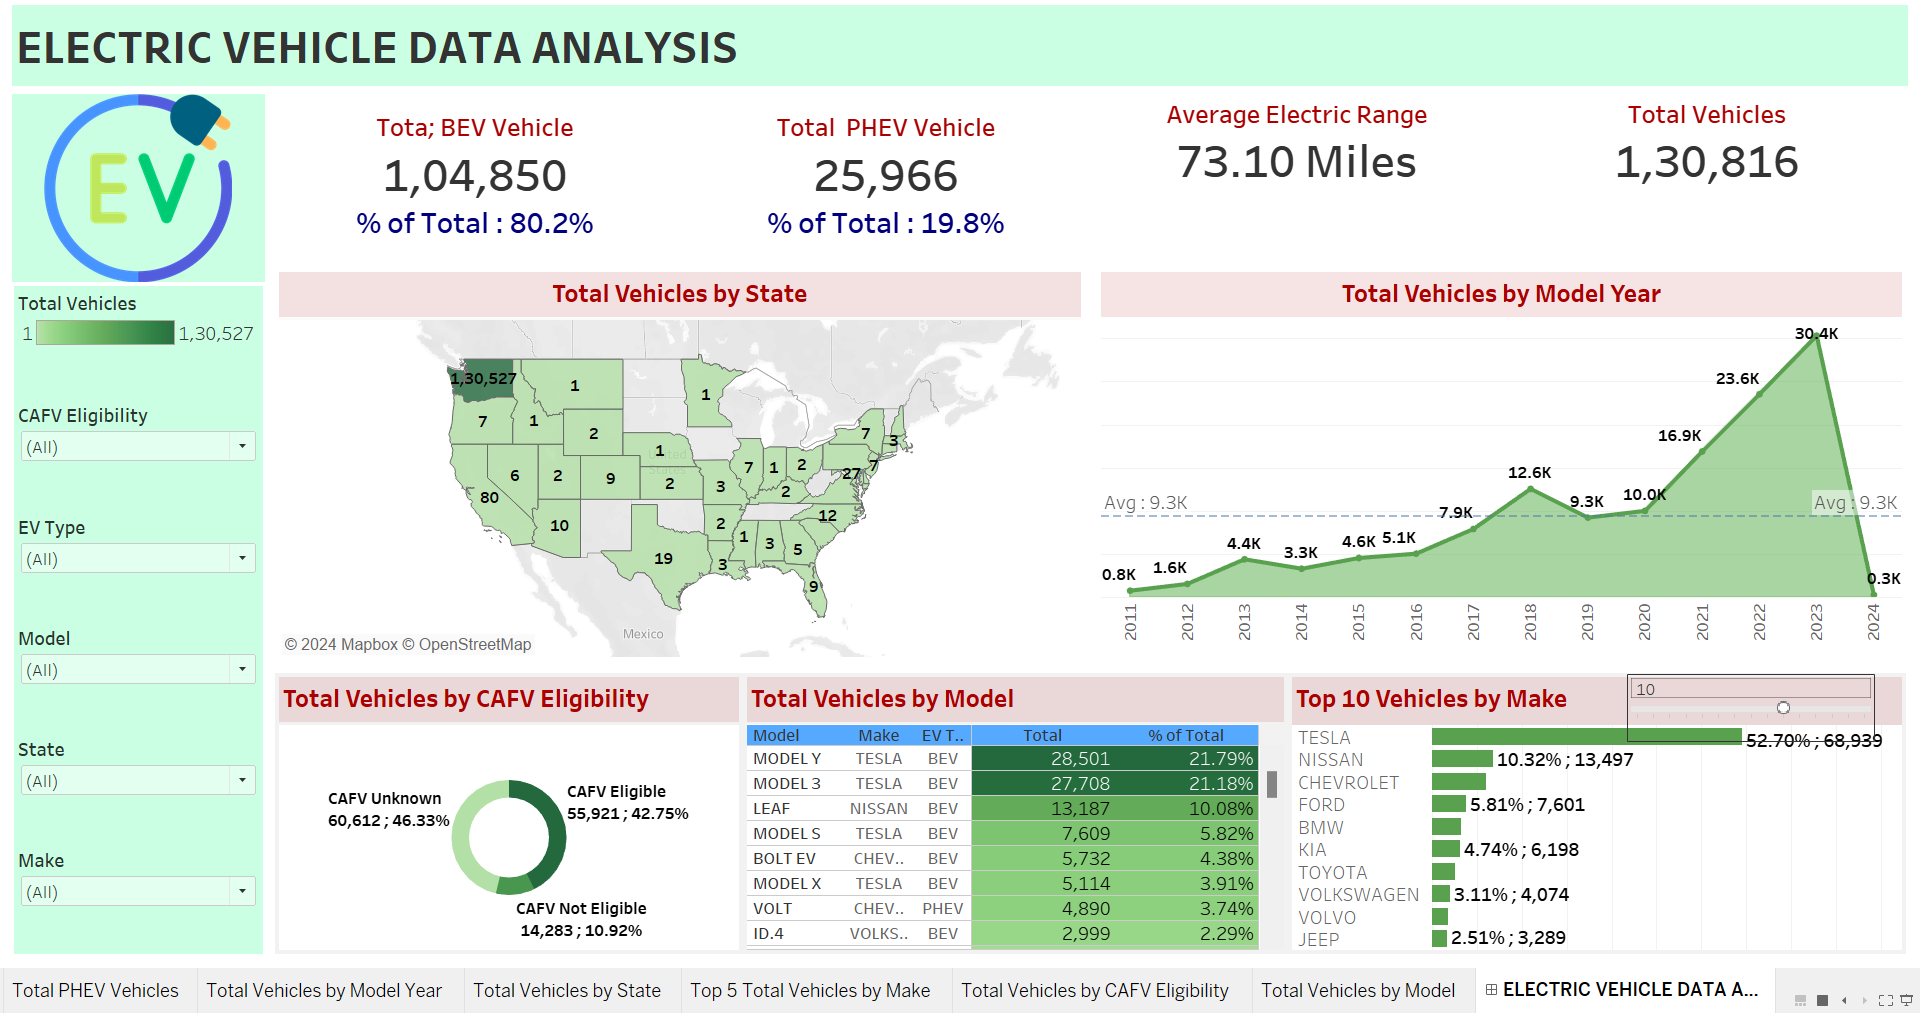 ELECTRIC VEHICLE DATA ANALYSIS
EV
Tota; BEV Vehicle
1,04,850
% of Total : 80.2%
Total PHEV Vehicle
25,966
% of Total : 19.8%
Average Electric Range
73.10 Miles
Total Vehicles
1,30,816
Total Vehicles
1
1,30,527
CAFV Eligibility
(All)
EV Type
(All)
Model
(All)
State
(All)
Make
(All)
Total Vehicles by State
1,30,527
1
1
7
1
2
7
3
1
6
2
9
2
3
7
1
2
27
7
2
80
10
12
2
19
3
1
3
5
9
United
States
Mexico
© 2024 Mapbox © OpenStreetMap
Total Vehicles by Model Year
0.8K
1.6K
4.4K
3.3K
4.6K
5.1K
7.9K
12.6K
9.3K
10.0K
16.9K
23.6K
30.4K
0.3K
Avg : 9.3K
Avg : 9.3K
2011
2012
2013
2014
2015
2016
2017
2018
2019
2020
2021
2022
2023
2024
Total Vehicles by CAFV Eligibility
CAFV Unknown
60,612 ; 46.33%
CAFV Eligible
55,921 ; 42.75%
CAFV Not Eligible
14,283 ; 10.92%
Total Vehicles by Model
Model Make EV T.. Total % of Total
MODEL Y TESLA BEV 28,501 21.79%
MODEL 3 TESLA BEV 27,708 21.18%
LEAF NISSAN BEV 13,187 10.08%
MODEL S TESLA BEV 7,609 5.82%
BOLT EV CHEV.. BEV 5,732 4.38%
MODEL X TESLA BEV 5,114 3.91%
VOLT CHEV.. PHEV 4,890 3.74%
ID.4 VOLKS.. BEV 2,999 2.29%
Top 10 Vehicles by Make
10
TESLA 52.70% ; 68,939
NISSAN 10.32% ; 13,497
CHEVROLET
FORD 5.81% ; 7,601
BMW
KIA 4.74% ; 6,198
TOYOTA
VOLKSWAGEN 3.11% ; 4,074
VOLVO
JEEP 2.51% ; 3,289
Total PHEV Vehicles
Total Vehicles by Model Year
Total Vehicles by State
Top 5 Total Vehicles by Make
Total Vehicles by CAFV Eligibility
Total Vehicles by Model
ELECTRIC VEHICLE DATA A...